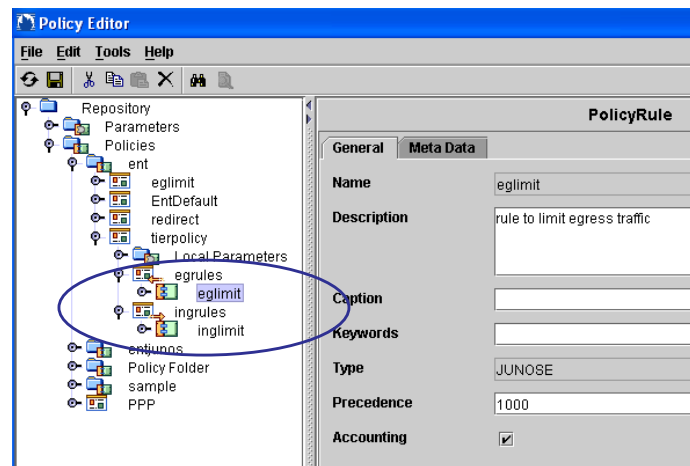 Policy Editor
File Edit Tools Help
Repository
Parameters
Policies
ent
eglimit
EntDefault
redirect
tierpolicy
Local Parameters
egrules
eglimit
ingrules
inglimit
entjunos
Policy Folder
sample
PPP
PolicyRule
General Meta Data
Name eglimit
Description rule to limit egress traffic
Caption
Keywords
Type JUNOSE
Precedence 1000
Accounting